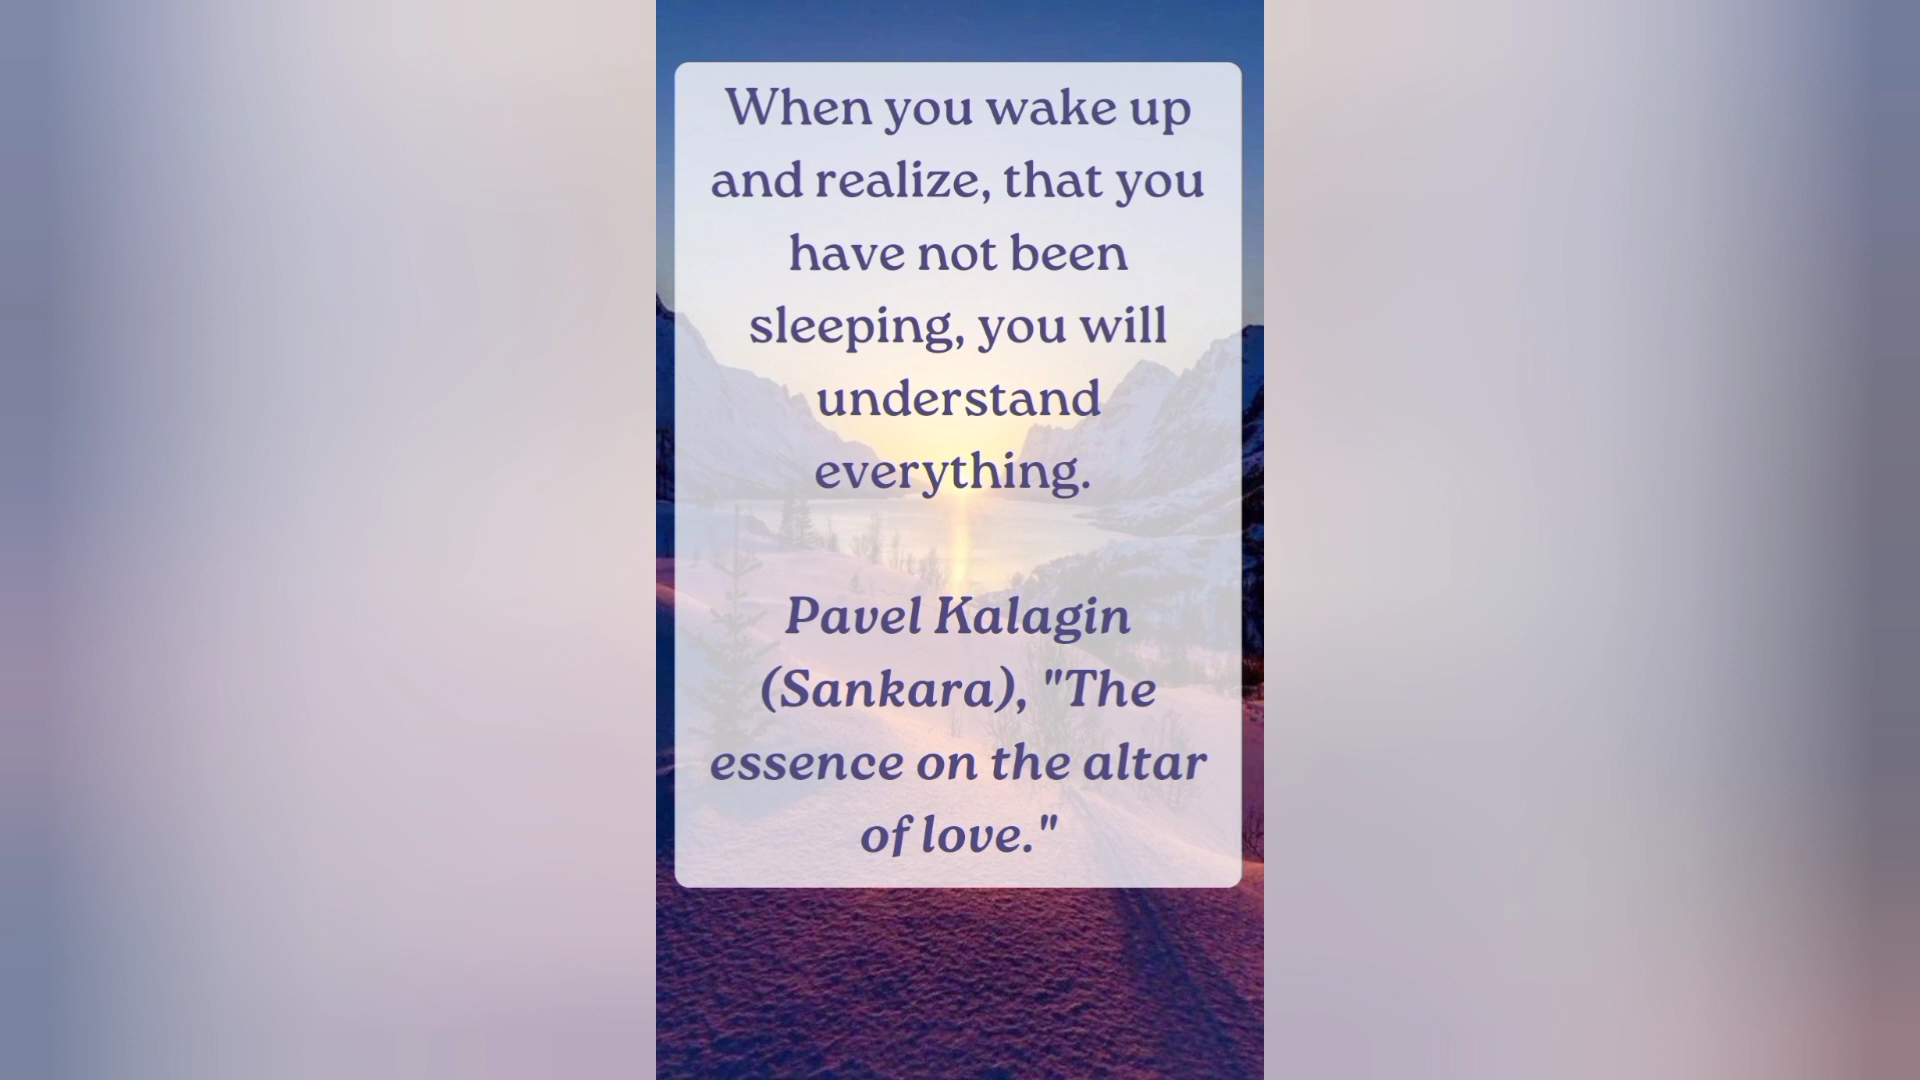 When you wake up
and realize, that you
have not been
sleeping, you will
understand
everything.
Pavel Kalagin
(Sankara), "The
essence on the altar
of love."